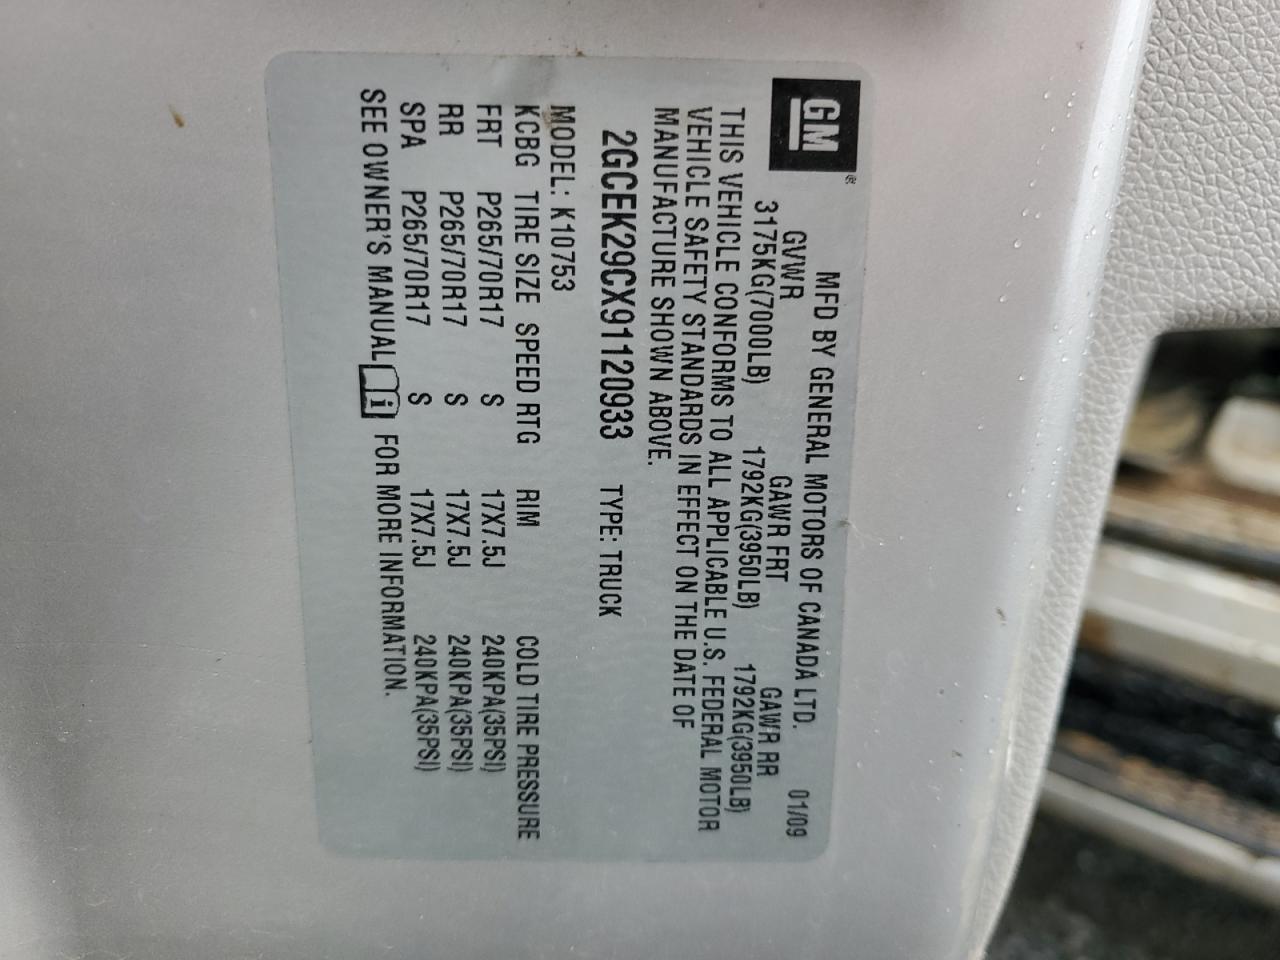 GM®
MFD BY GENERAL MOTORS OF CANADA LTD. 01/09
GVWR GAWR FRT GAWR RR
3175KG(7000LB) 1792KG(3950LB) 1792KG(3950LB)
THIS VEHICLE CONFORMS TO ALL APPLICABLE U.S. FEDERAL MOTOR
VEHICLE SAFETY STANDARDS IN EFFECT ON THE DATE OF
MANUFACTURE SHOWN ABOVE.
2GCEK29CX91120933 TYPE: TRUCK
MODEL: K10753
KCBG TIRE SIZE SPEED RTG RIM COLD TIRE PRESSURE
FRT P265/70R17 S 17X7.5J 240KPA(35PSI)
RR P265/70R17 S 17X7.5J 240KPA(35PSI)
SPA P265/70R17 S 17X7.5J 240KPA(35PSI)
SEE OWNER'S MANUAL i FOR MORE INFORMATION.